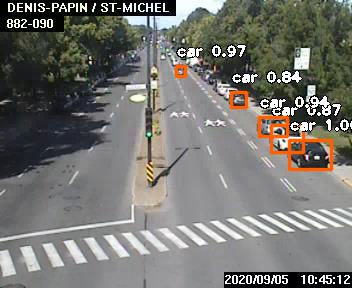 DENIS-PAPIN / ST-MICHEL
882-090
car 0.97
car 0.84
car 0.94
car 0.87
car 1.00
2020/09/05 10:45:12